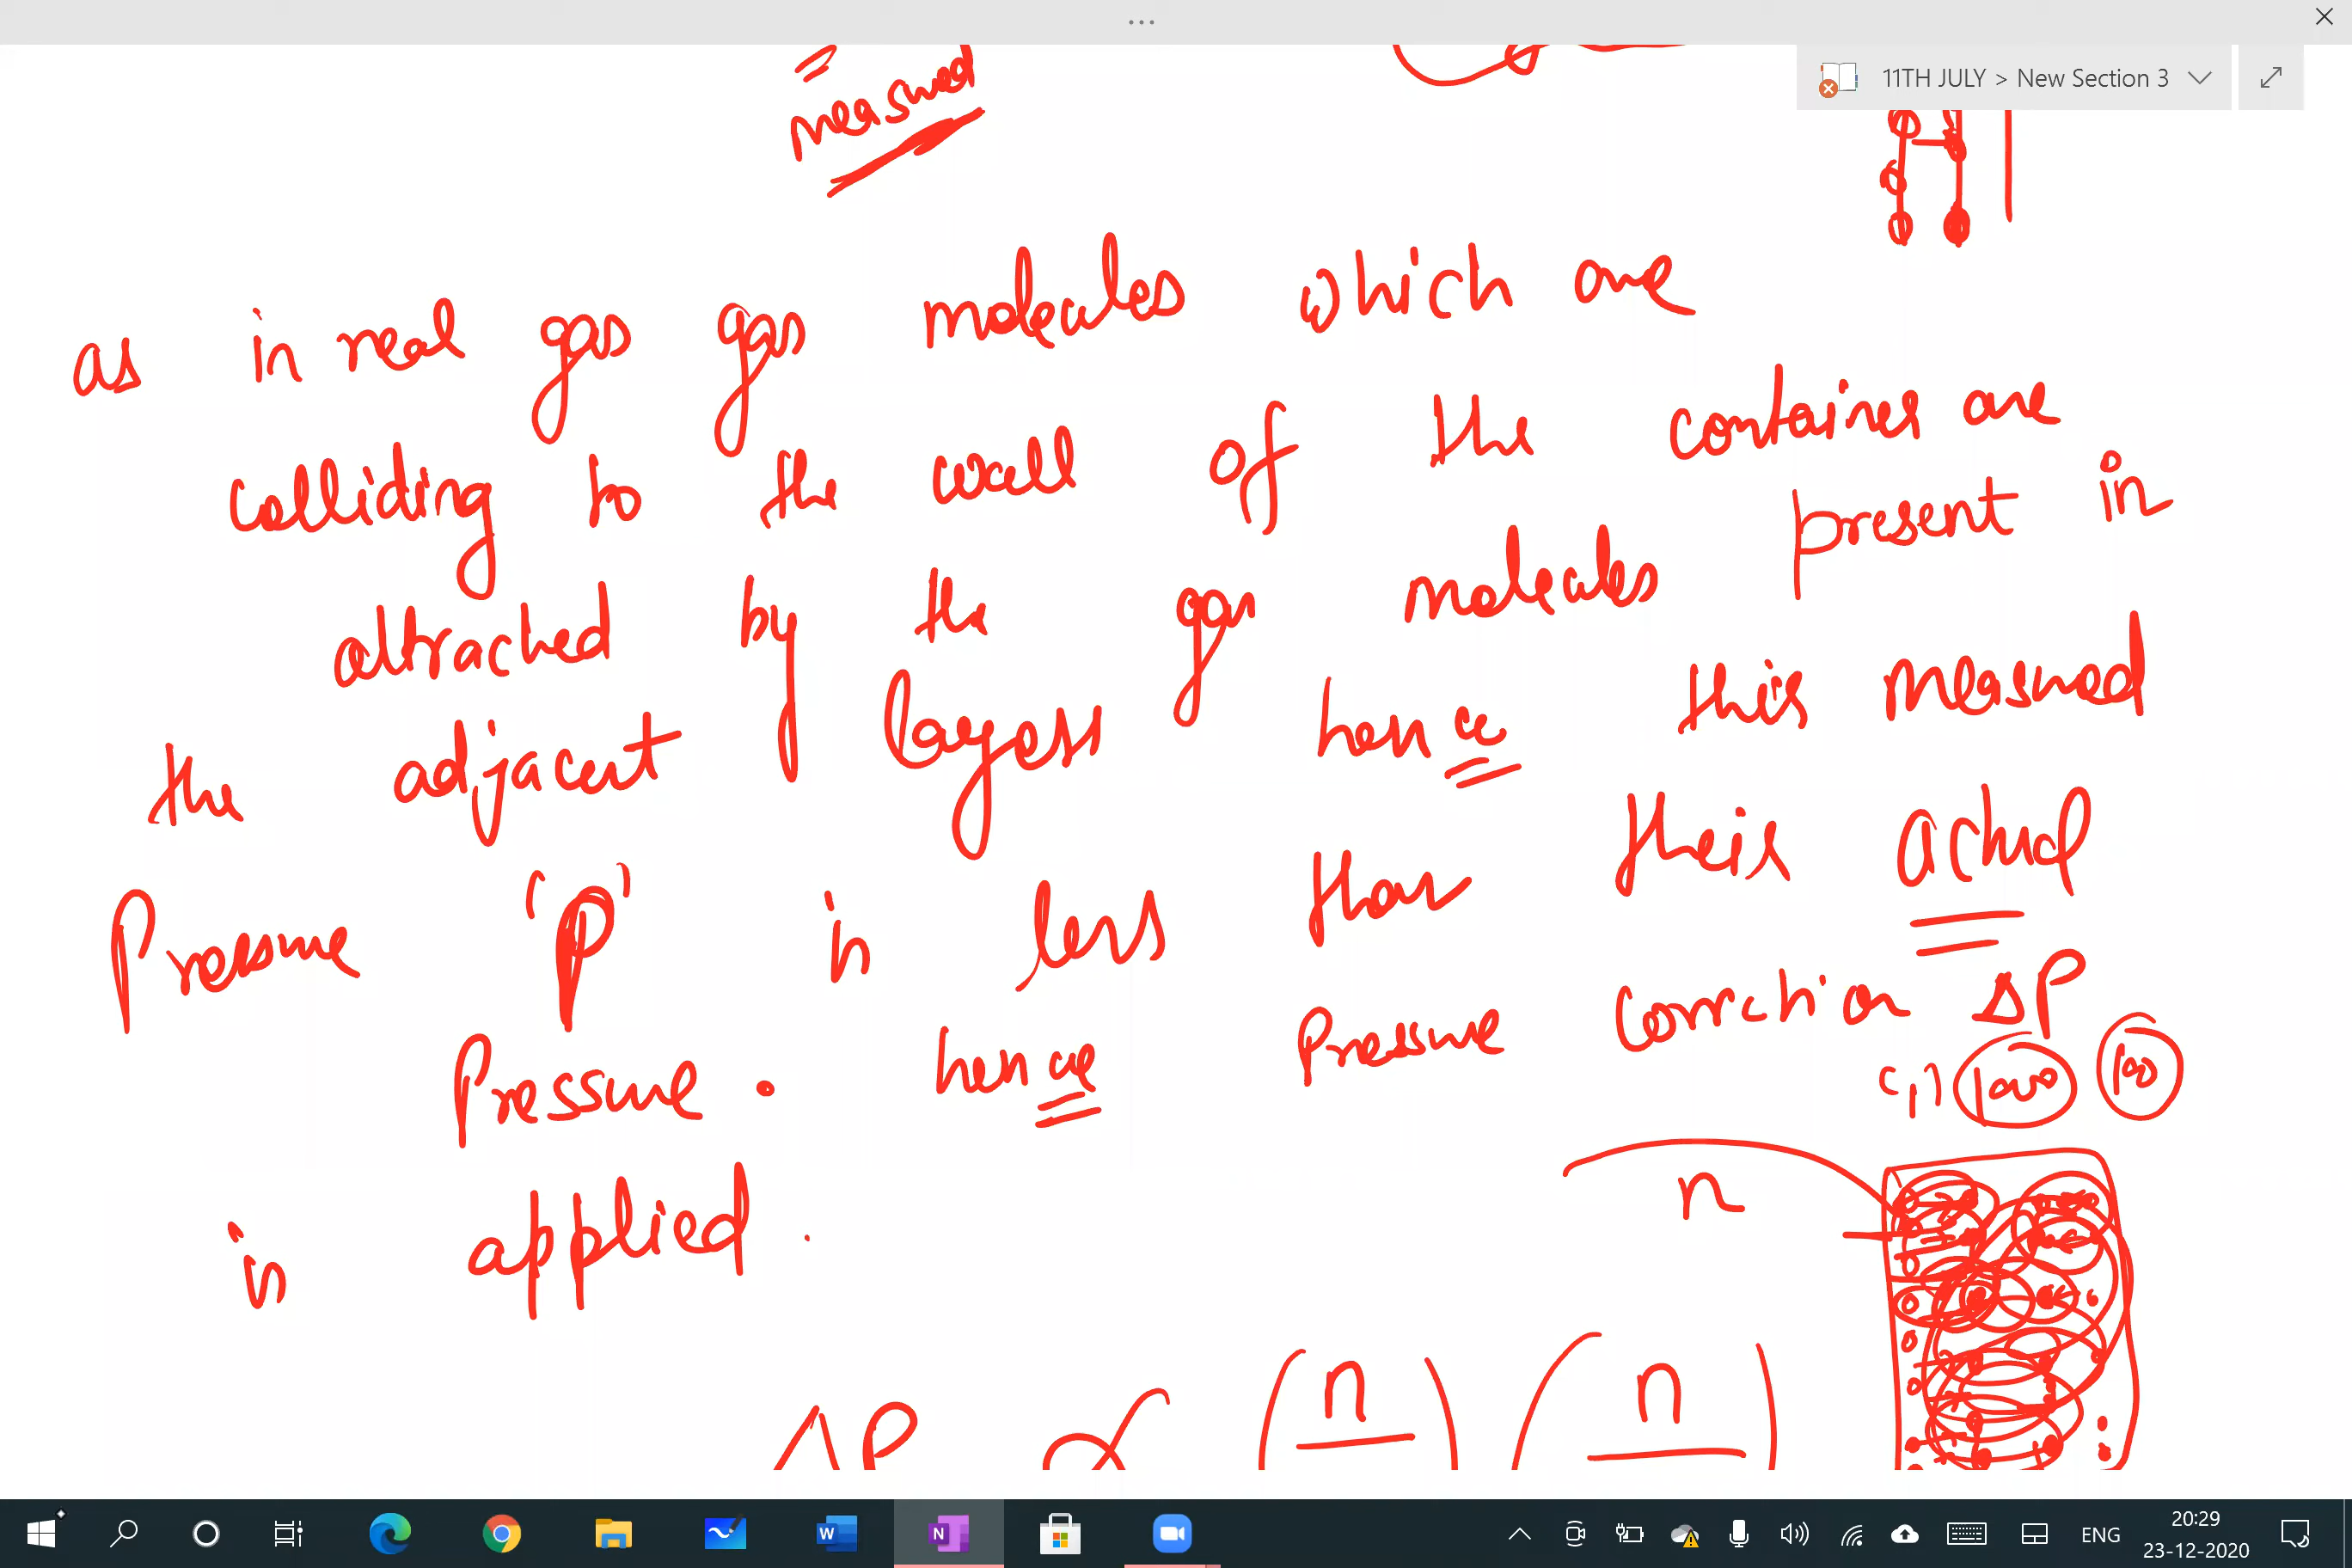 ...
11TH JULY > New Section 3
measured
as in real gas gas molecules which are
colliding to the wall of the container are
attracted by the gas molecules present in
the adjacent layers hence this measured
Pressure 'P' is less than their actual
Pressure. hence Pressure correction ΔP
is applied.
n
ΔP ∝ (n) (n)
ENG
20:29
23-12-2020